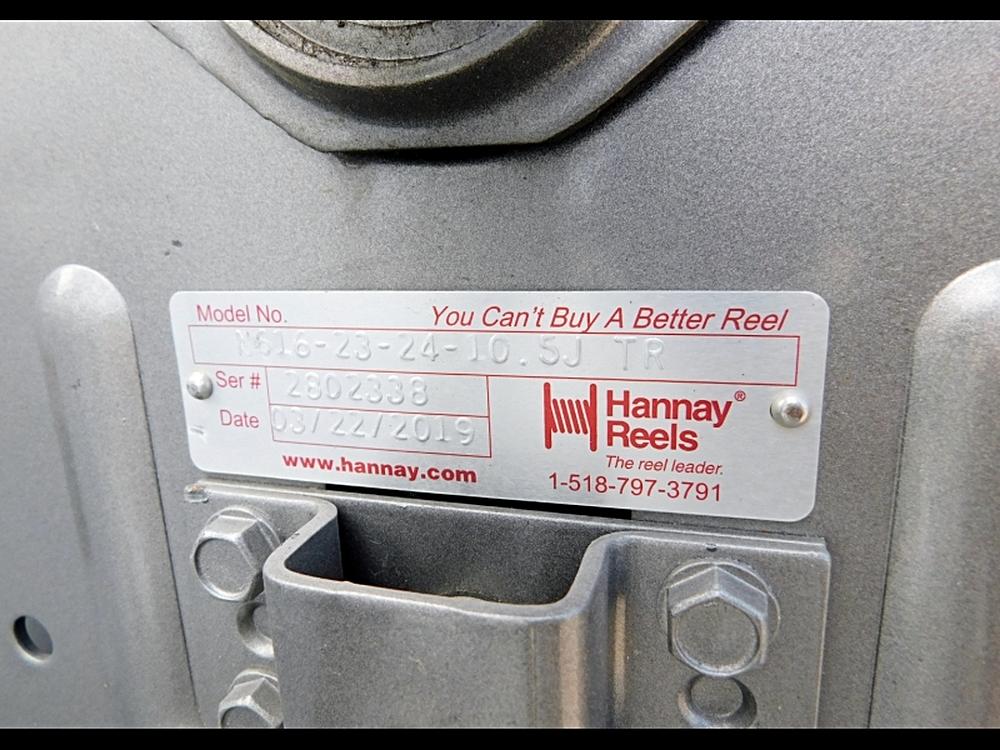 Model No. You Can't Buy A Better Reel
N616-23-24-10.5J TR
Ser # 2802338
Date 03/22/2019
www.hannay.com
Hannay®
Reels
The reel leader.
1-518-797-3791